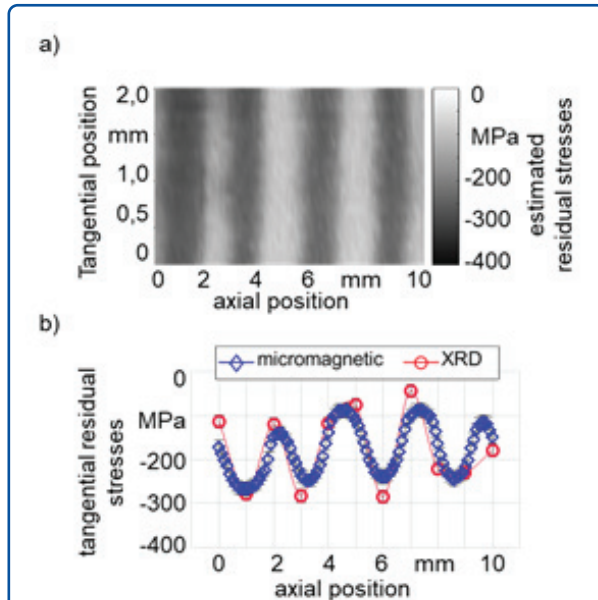 a)
2,0
mm
1,0
0,5
0
Tangential position
0 2 4 6 mm 10
axial position
0
MPa
-200
-300
-400
estimated
residual stresses
b)
micromagnetic XRD
0
MPa
-200
-300
-400
tangential residual
stresses
0 2 4 6 mm 10
axial position